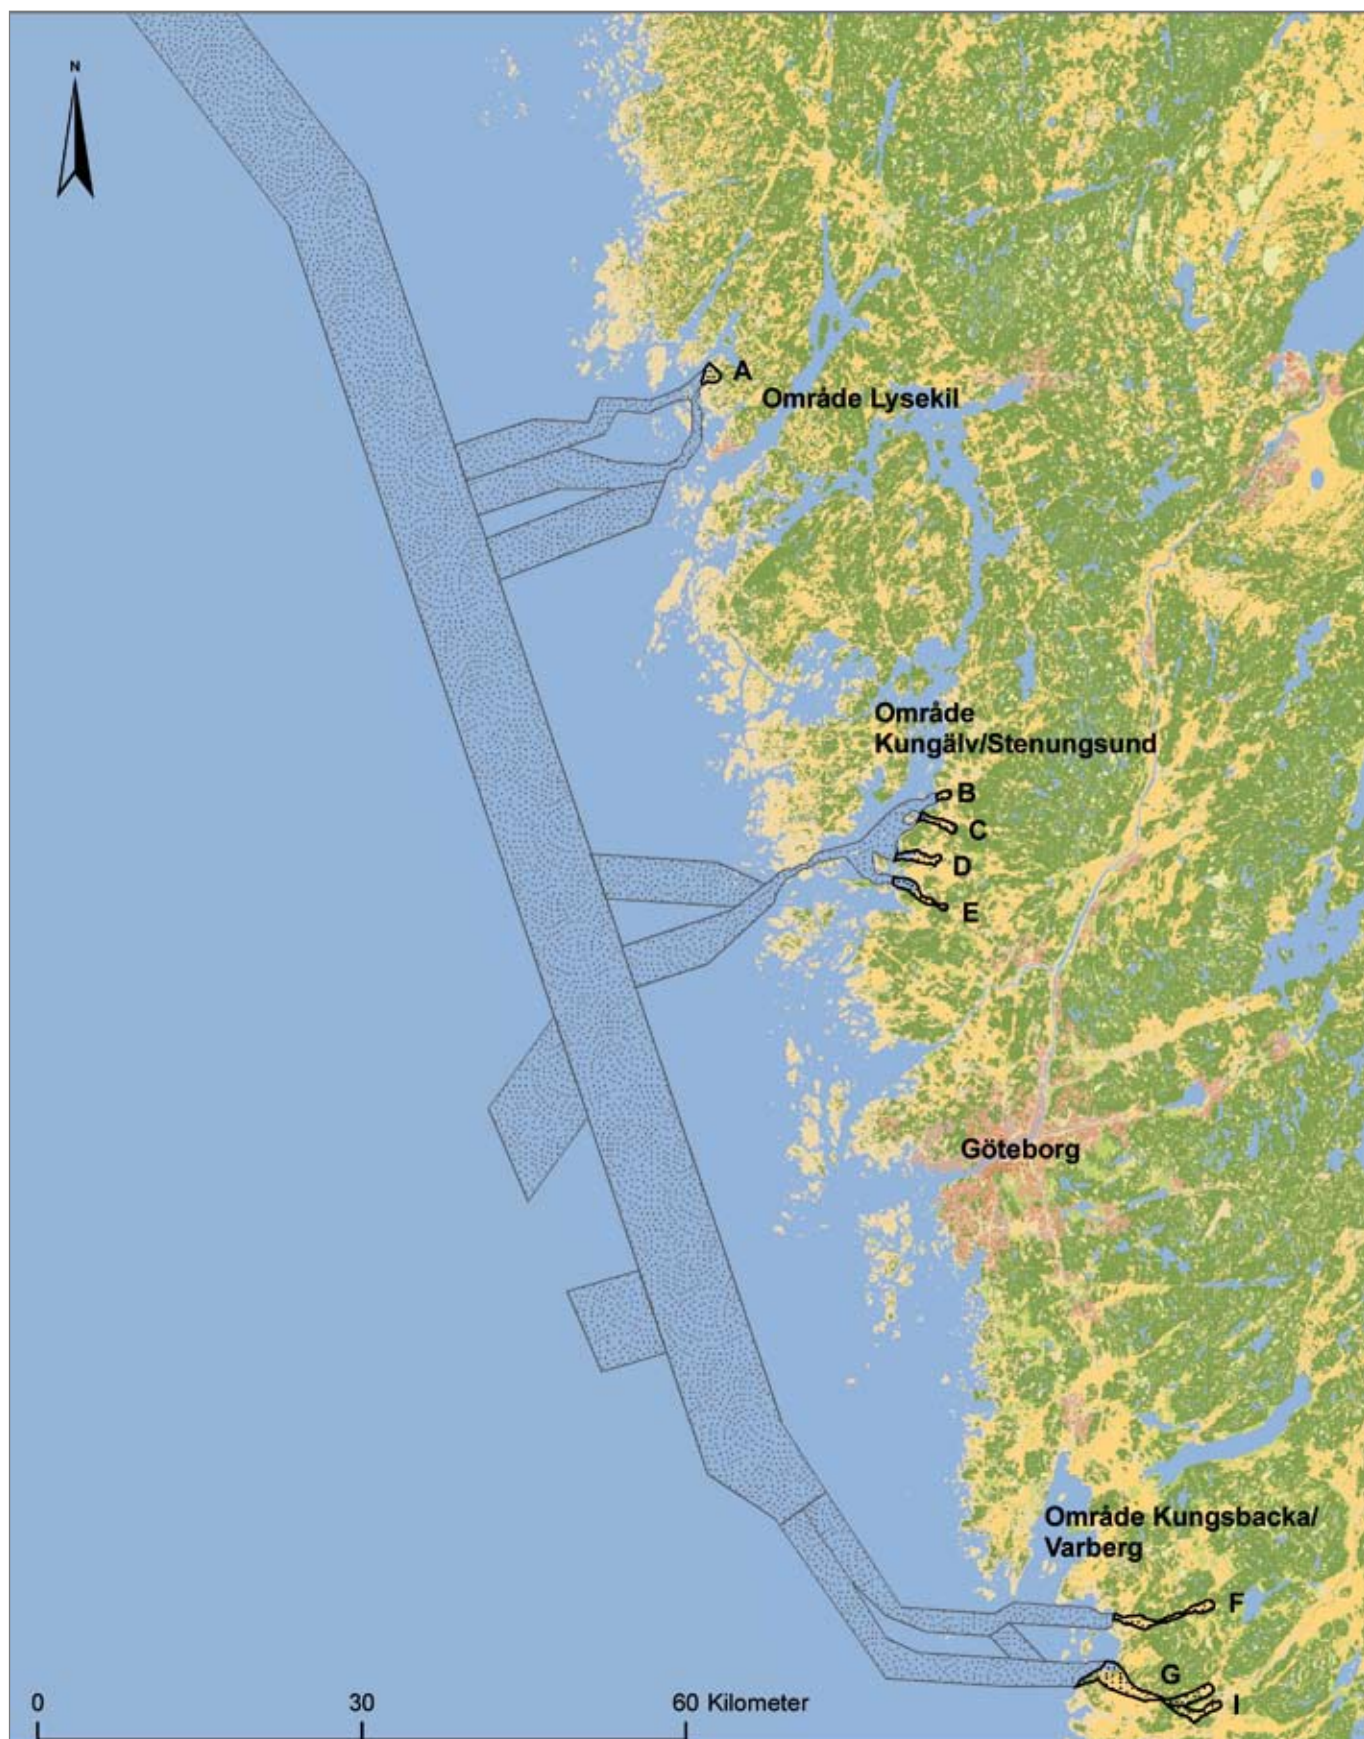 N
A
Område Lysekil
Område
Kungälv/Stenungsund
B
C
D
E
Göteborg
Område Kungsbacka/
Varberg
F
G
I
0 30 60 Kilometer